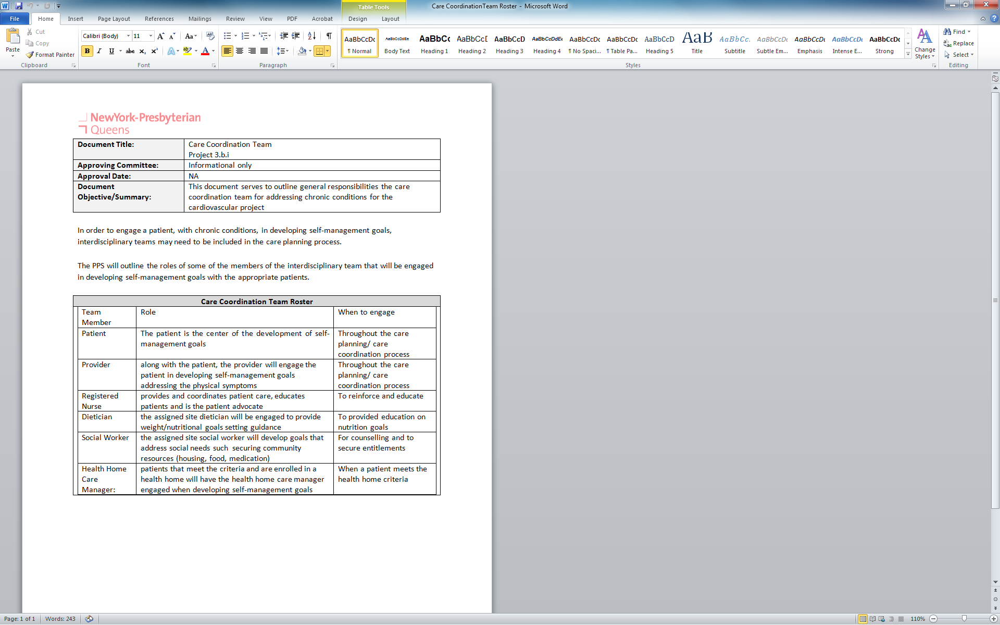 Care CoordinationTeam Roster - Microsoft Word
Table Tools
File Home Insert Page Layout References Mailings Review View PDF Acrobat Design Layout
Paste
Cut
Copy
Format Painter
Clipboard
Calibri (Body) 11
Font
Paragraph
AaBbCcDc AaBbCcDdEe AaBbCc AaBbCcD AaBbCcD AaBbCcDdEe AaBbCcDc AaBbCcDc AaBbCcD AaB AaBbCc. AaBbCcDc AaBbCcDc AaBbCcDc AaBbCcDc
¶ Normal Body Text Heading 1 Heading 2 Heading 3 Heading 4 ¶ No Spaci... ¶ Table Pa... Heading 5 Title Subtitle Subtle Em... Emphasis Intense E... Strong
Styles
Change
Styles
Find
Replace
Select
Editing
NewYork-Presbyterian
Queens
Document Title: Care Coordination Team
Project 3.b.i
Approving Committee: Informational only
Approval Date: NA
Document This document serves to outline general responsibilities the care
Objective/Summary: coordination team for addressing chronic conditions for the
cardiovascular project
In order to engage a patient, with chronic conditions, in developing self-management goals,
interdisciplinary teams may need to be included in the care planning process.
The PPS will outline the roles of some of the members of the interdisciplinary team that will be engaged
in developing self-management goals with the appropriate patients.
Care Coordination Team Roster
Team Role When to engage
Member
Patient The patient is the center of the development of self- Throughout the care
management goals planning/ care
coordination process
Provider along with the patient, the provider will engage the Throughout the care
patient in developing self-management goals planning/ care
addressing the physical symptoms coordination process
Registered provides and coordinates patient care, educates To reinforce and educate
Nurse patients and is the patient advocate
Dietician the assigned site dietician will be engaged to provide To provided education on
weight/nutritional goals setting guidance nutrition goals
Social Worker the assigned site social worker will develop goals that For counselling and to
address social needs such securing community secure entitlements
resources (housing, food, medication)
Health Home patients that meet the criteria and are enrolled in a When a patient meets the
Care health home will have the health home care manager health home criteria
Manager: engaged when developing self-management goals
Page: 1 of 1 Words: 243 110%